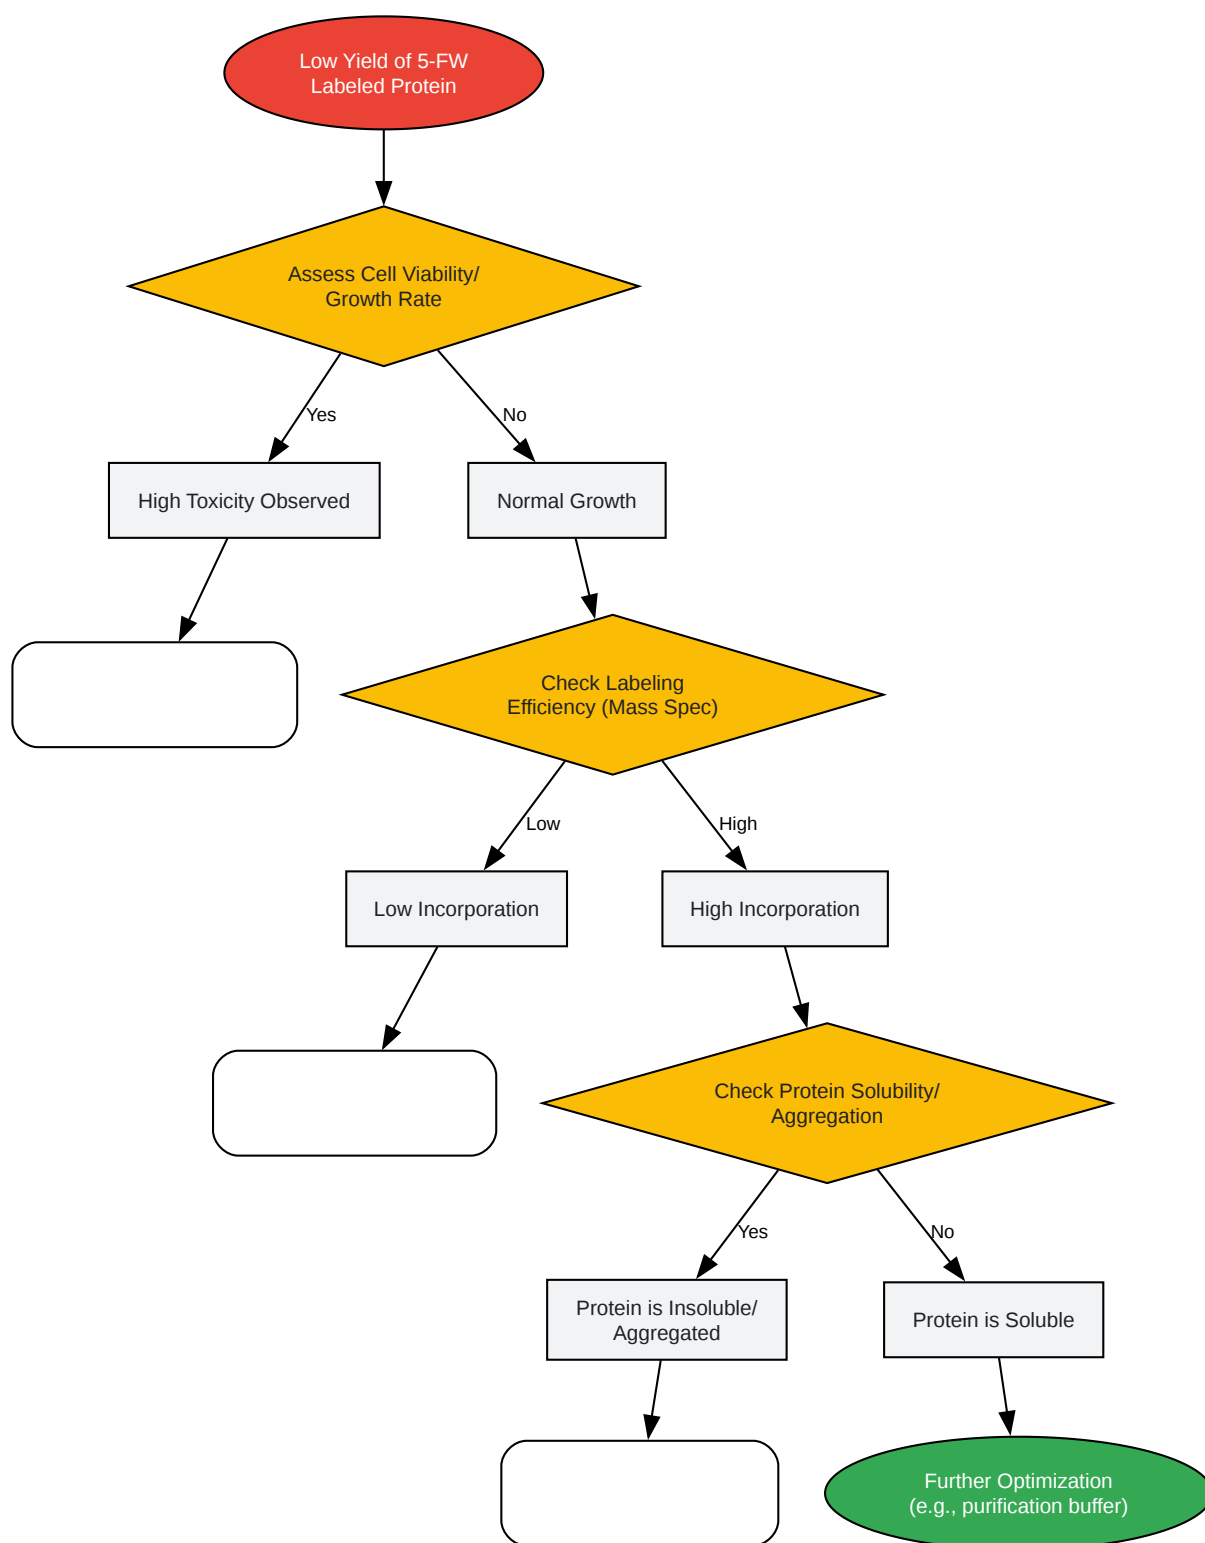 Low Yield of 5-FW
Labeled Protein
Assess Cell Viability/
Growth Rate
Yes
No
High Toxicity Observed
Normal Growth
Check Labeling
Efficiency (Mass Spec)
Low
High
Low Incorporation
High Incorporation
Check Protein Solubility/
Aggregation
Yes
No
Protein is Insoluble/
Aggregated
Protein is Soluble
Further Optimization
(e.g., purification buffer)